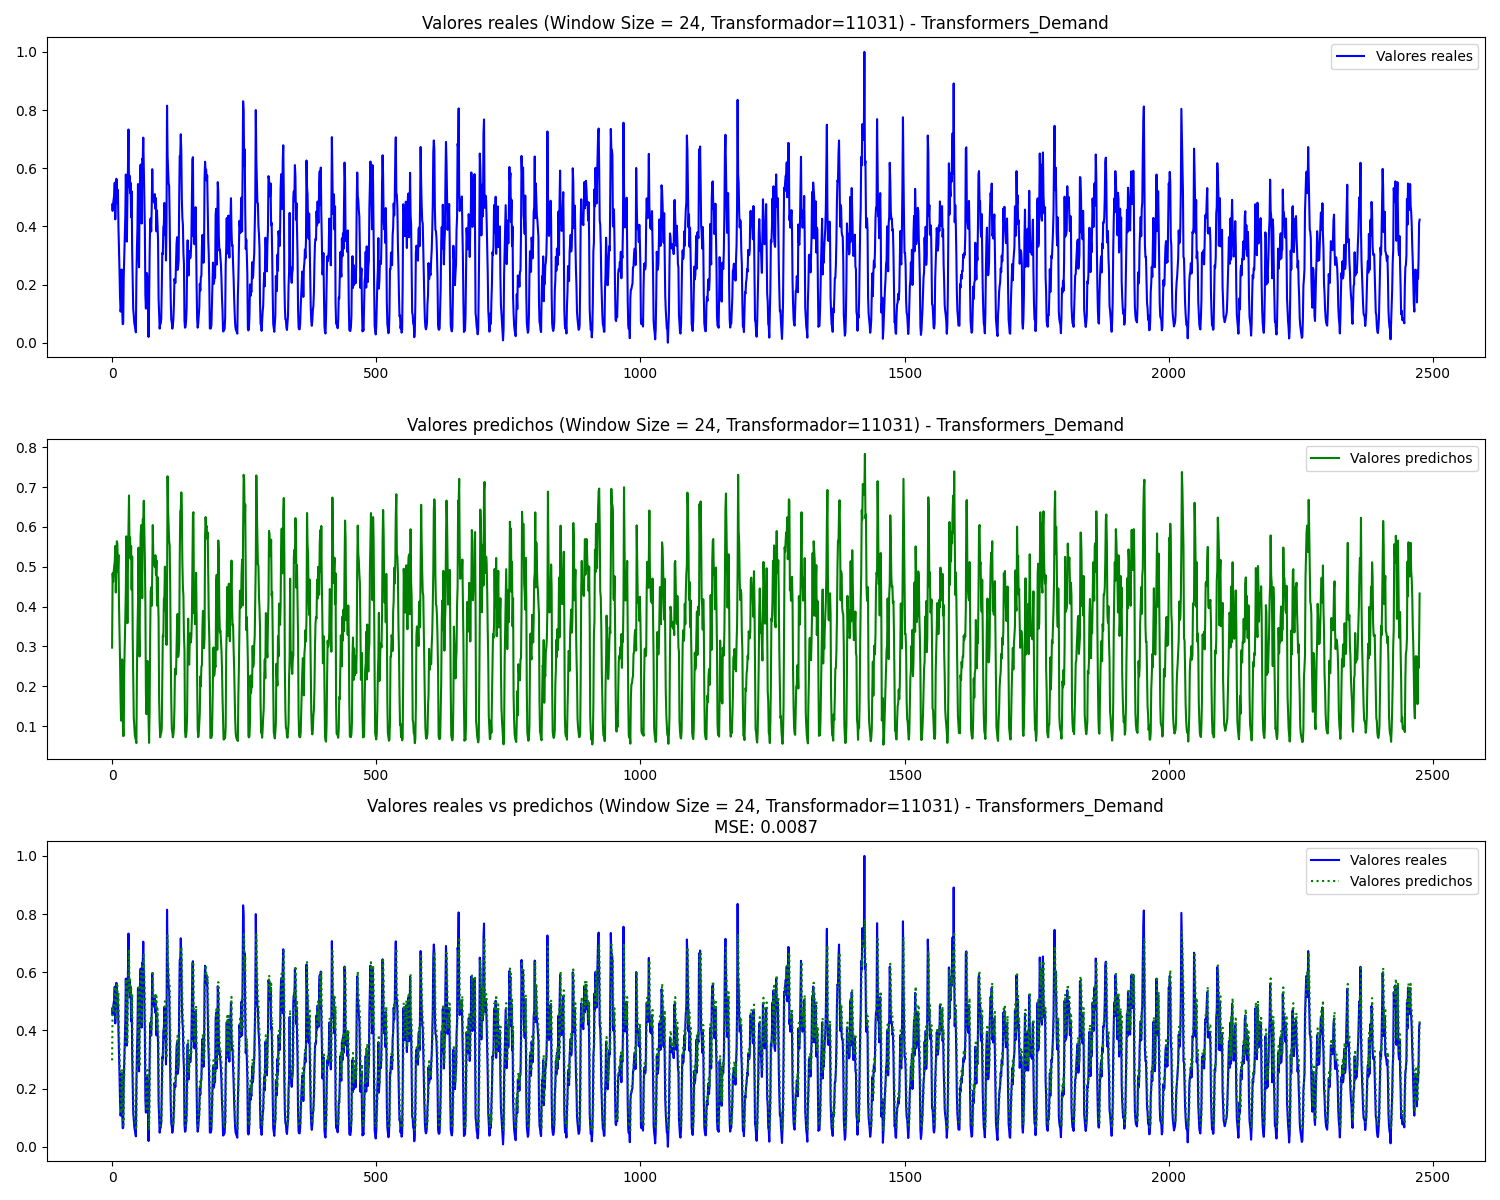 Valores reales (Window Size = 24, Transformador=11031) - Transformers_Demand
Valores reales
1.0
0.8
0.6
0.4
0.2
0.0
0 500 1000 1500 2000 2500
Valores predichos (Window Size = 24, Transformador=11031) - Transformers_Demand
Valores predichos
0.8
0.7
0.6
0.5
0.4
0.3
0.2
0.1
0 500 1000 1500 2000 2500
Valores reales vs predichos (Window Size = 24, Transformador=11031) - Transformers_Demand
MSE: 0.0087
Valores reales
Valores predichos
1.0
0.8
0.6
0.4
0.2
0.0
0 500 1000 1500 2000 2500